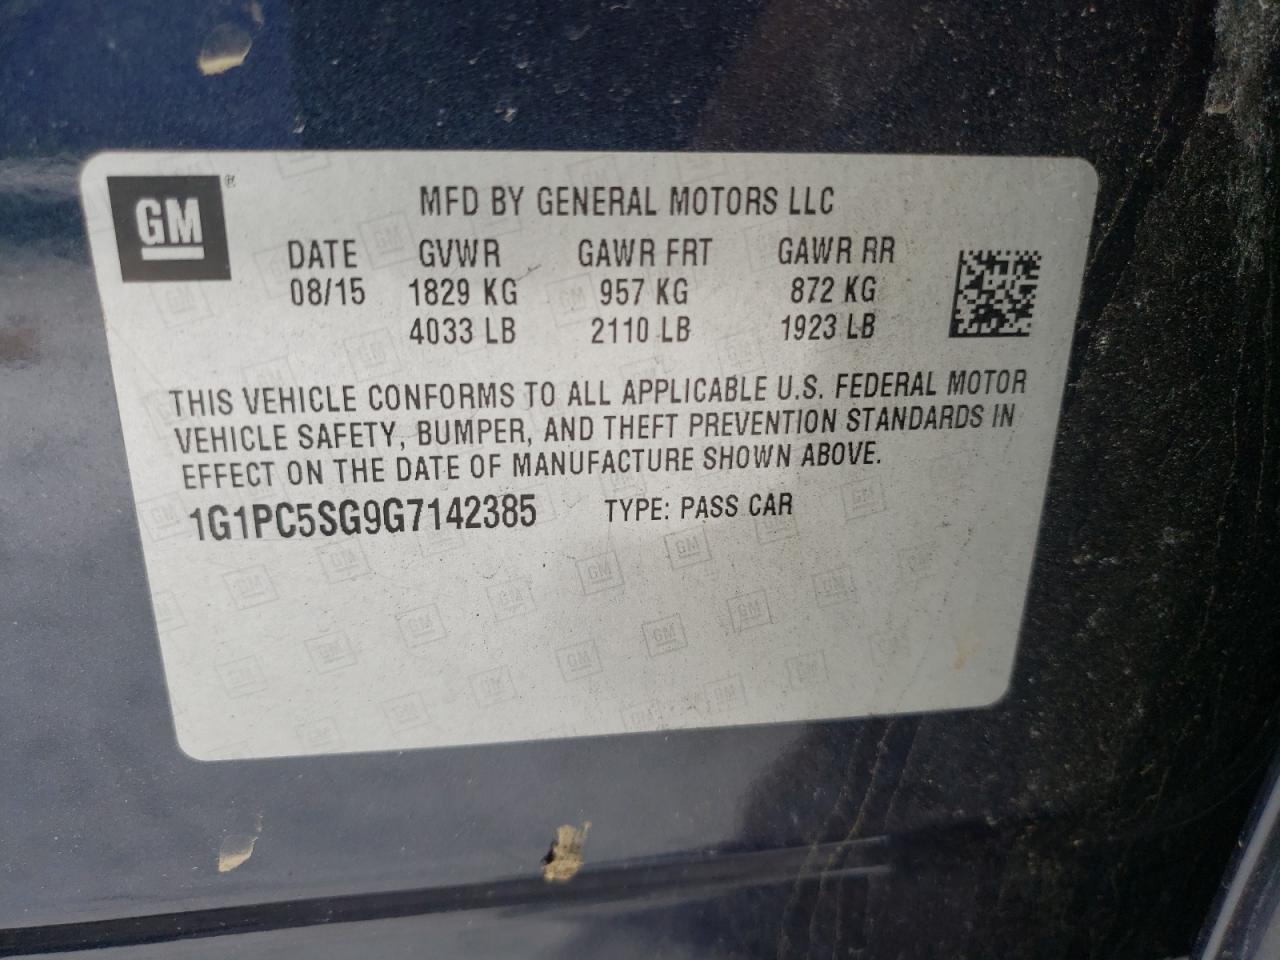 GM ®
MFD BY GENERAL MOTORS LLC
DATE GVWR GAWR FRT GAWR RR
08/15 1829 KG 957 KG 872 KG
4033 LB 2110 LB 1923 LB
THIS VEHICLE CONFORMS TO ALL APPLICABLE U.S. FEDERAL MOTOR
VEHICLE SAFETY, BUMPER, AND THEFT PREVENTION STANDARDS IN
EFFECT ON THE DATE OF MANUFACTURE SHOWN ABOVE.
1G1PC5SG9G7142385 TYPE: PASS CAR